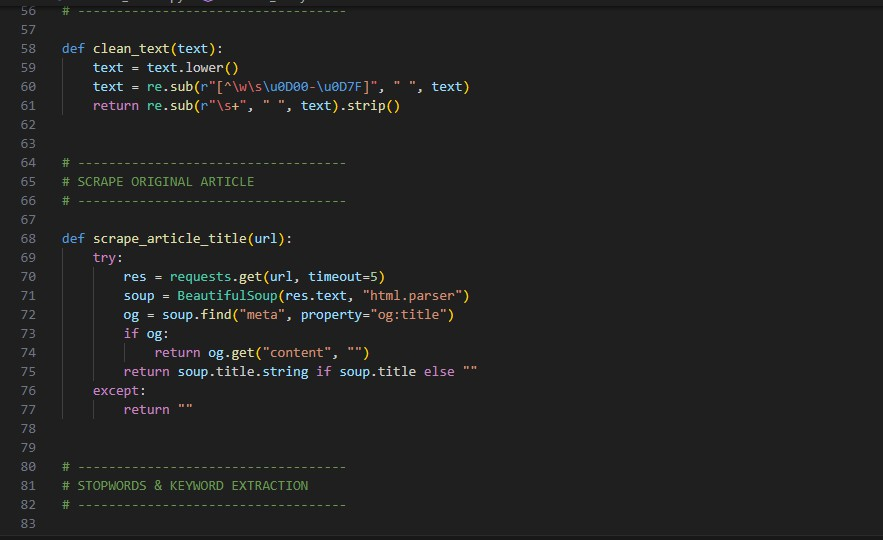 56 # -----------------------------------
57
58 def clean_text(text):
59     text = text.lower()
60     text = re.sub(r"[^\w\s\u0D00-\u0D7F]", " ", text)
61     return re.sub(r"\s+", " ", text).strip()
62
63
64 # -----------------------------------
65 # SCRAPE ORIGINAL ARTICLE
66 # -----------------------------------
67
68 def scrape_article_title(url):
69     try:
70         res = requests.get(url, timeout=5)
71         soup = BeautifulSoup(res.text, "html.parser")
72         og = soup.find("meta", property="og:title")
73         if og:
74             return og.get("content", "")
75         return soup.title.string if soup.title else ""
76     except:
77         return ""
78
79
80 # -----------------------------------
81 # STOPWORDS & KEYWORD EXTRACTION
82 # -----------------------------------
83